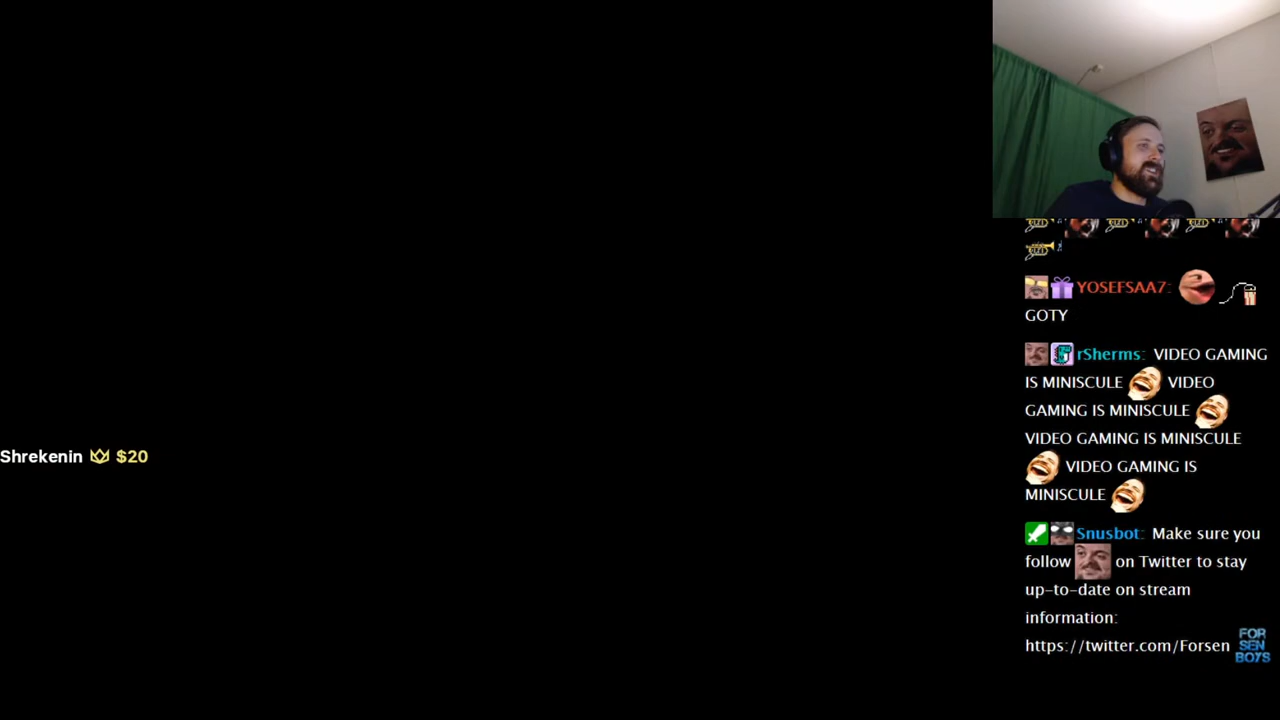 YOSEFSAA7:
GOTY
rSherms: VIDEO GAMING
IS MINISCULE VIDEO
GAMING IS MINISCULE
VIDEO GAMING IS MINISCULE
VIDEO GAMING IS
MINISCULE
Shrekenin $20
Snusbot: Make sure you
follow on Twitter to stay
up-to-date on stream
information:
https://twitter.com/Forsen
FOR
SEN
BOYS